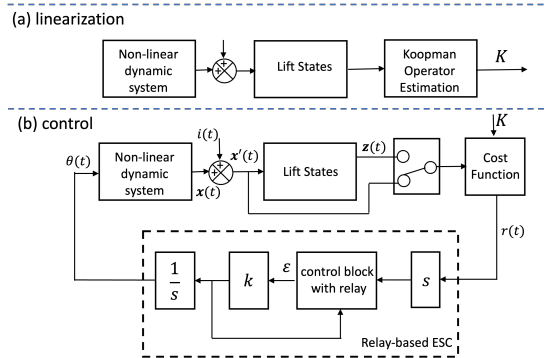 (a) linearization
Non-linear
dynamic
system
+
+
Lift States
Koopman
Operator
Estimation
K
(b) control
θ(t)
Non-linear
dynamic
system
x(t)
i(t)
+
+
x′(t)
Lift States
z(t)
K
Cost
Function
r(t)
1
s
k
ε
control block
with relay
s
Relay-based ESC